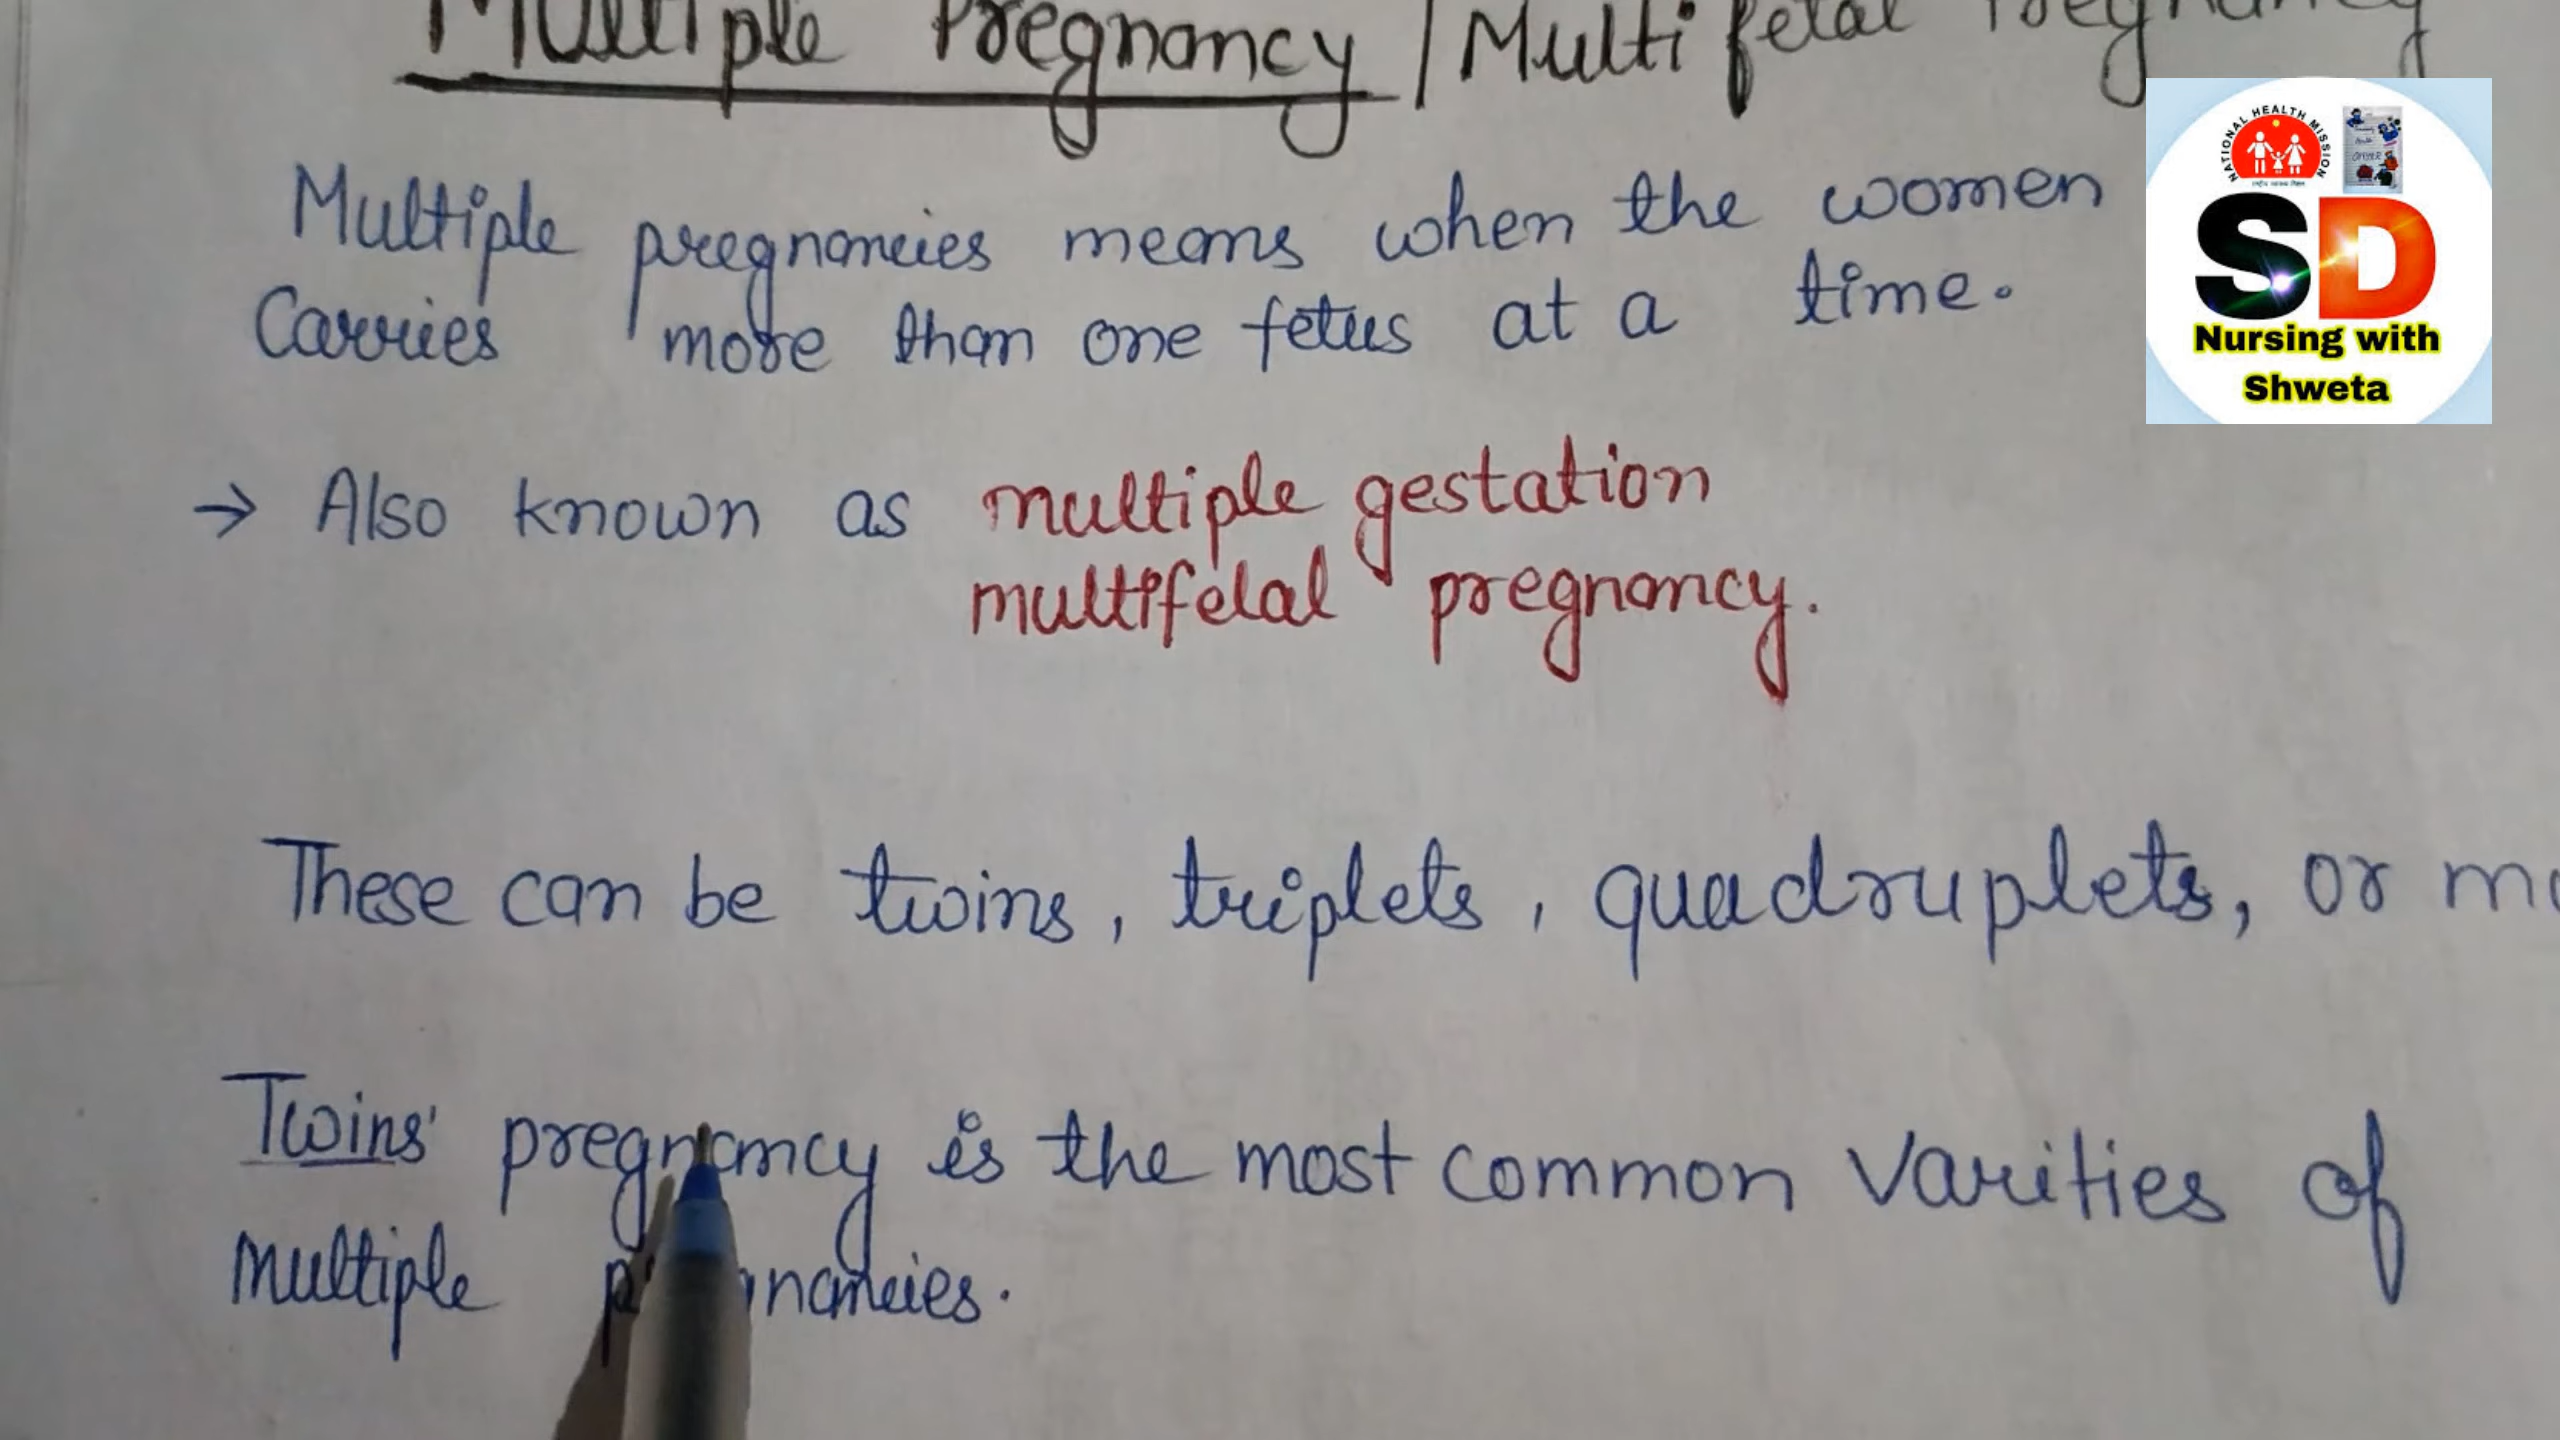 Multiple Pregnancy / Multifetal Pregnancy
Multiple pregnancies means when the women
Carries more than one fetus at a time.
→ Also known as multiple gestation
multifetal pregnancy.
These can be twins, triplets, quadruplets, or
Twins' pregnancy is the most common varities of
multiple pregnancies.
NATIONAL HEALTH MISSION
SD
Nursing with
Shweta